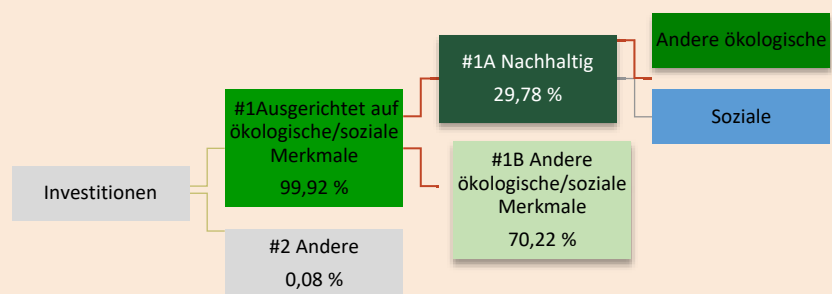 Investitionen
#1Ausgerichtet auf
ökologische/soziale
Merkmale
99,92 %
#2 Andere
0,08 %
#1A Nachhaltig
29,78 %
#1B Andere
ökologische/soziale
Merkmale
70,22 %
Andere ökologische
Soziale